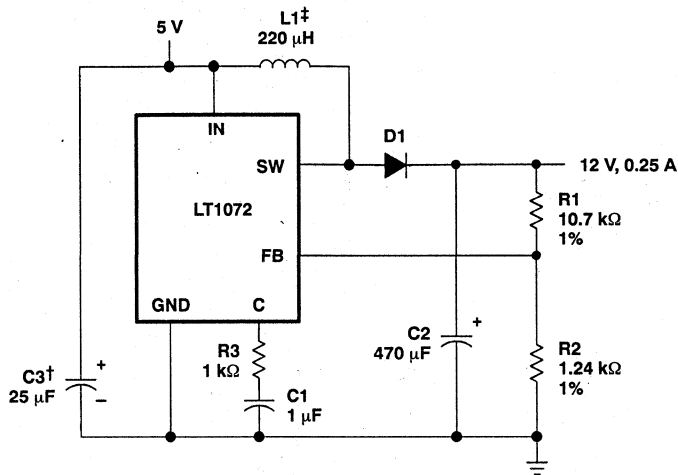 L1‡
220 µH
5 V
IN
D1
SW
12 V, 0.25 A
LT1072
R1
10.7 kΩ
1%
FB
GND
C
C2
470 µF
+
R3
1 kΩ
R2
1.24 kΩ
1%
C3†
25 µF
+
–
C1
1 µF